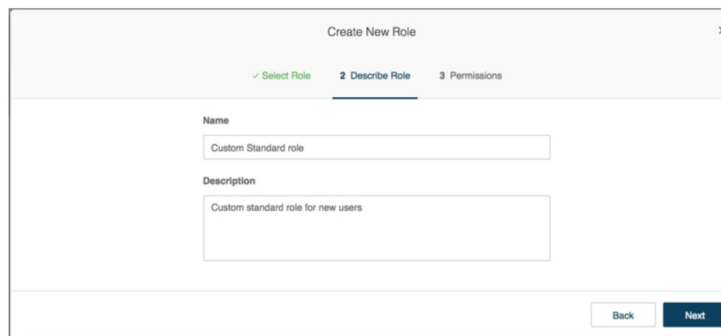 Create New Role
✓ Select Role 2 Describe Role 3 Permissions
Name
Custom Standard role
Description
Custom standard role for new users
Back Next